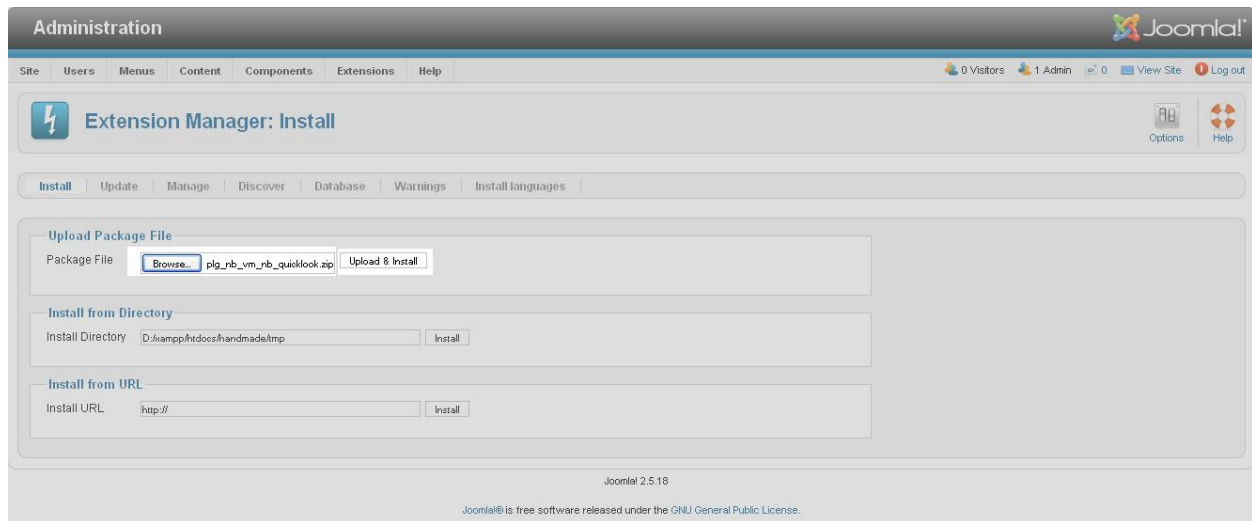 Administration
Joomla!
Site Users Menus Content Components Extensions Help
0 Visitors 1 Admin 0 View Site Log out
Extension Manager: Install
Options Help
Install Update Manage Discover Database Warnings Install languages
Upload Package File
Package File Browse... plg_nb_vm_nb_quicklook.zip Upload & Install
Install from Directory
Install Directory D:/xampp/htdocs/handmade/tmp Install
Install from URL
Install URL http:// Install
Joomla! 2.5.18
Joomla!® is free software released under the GNU General Public License.